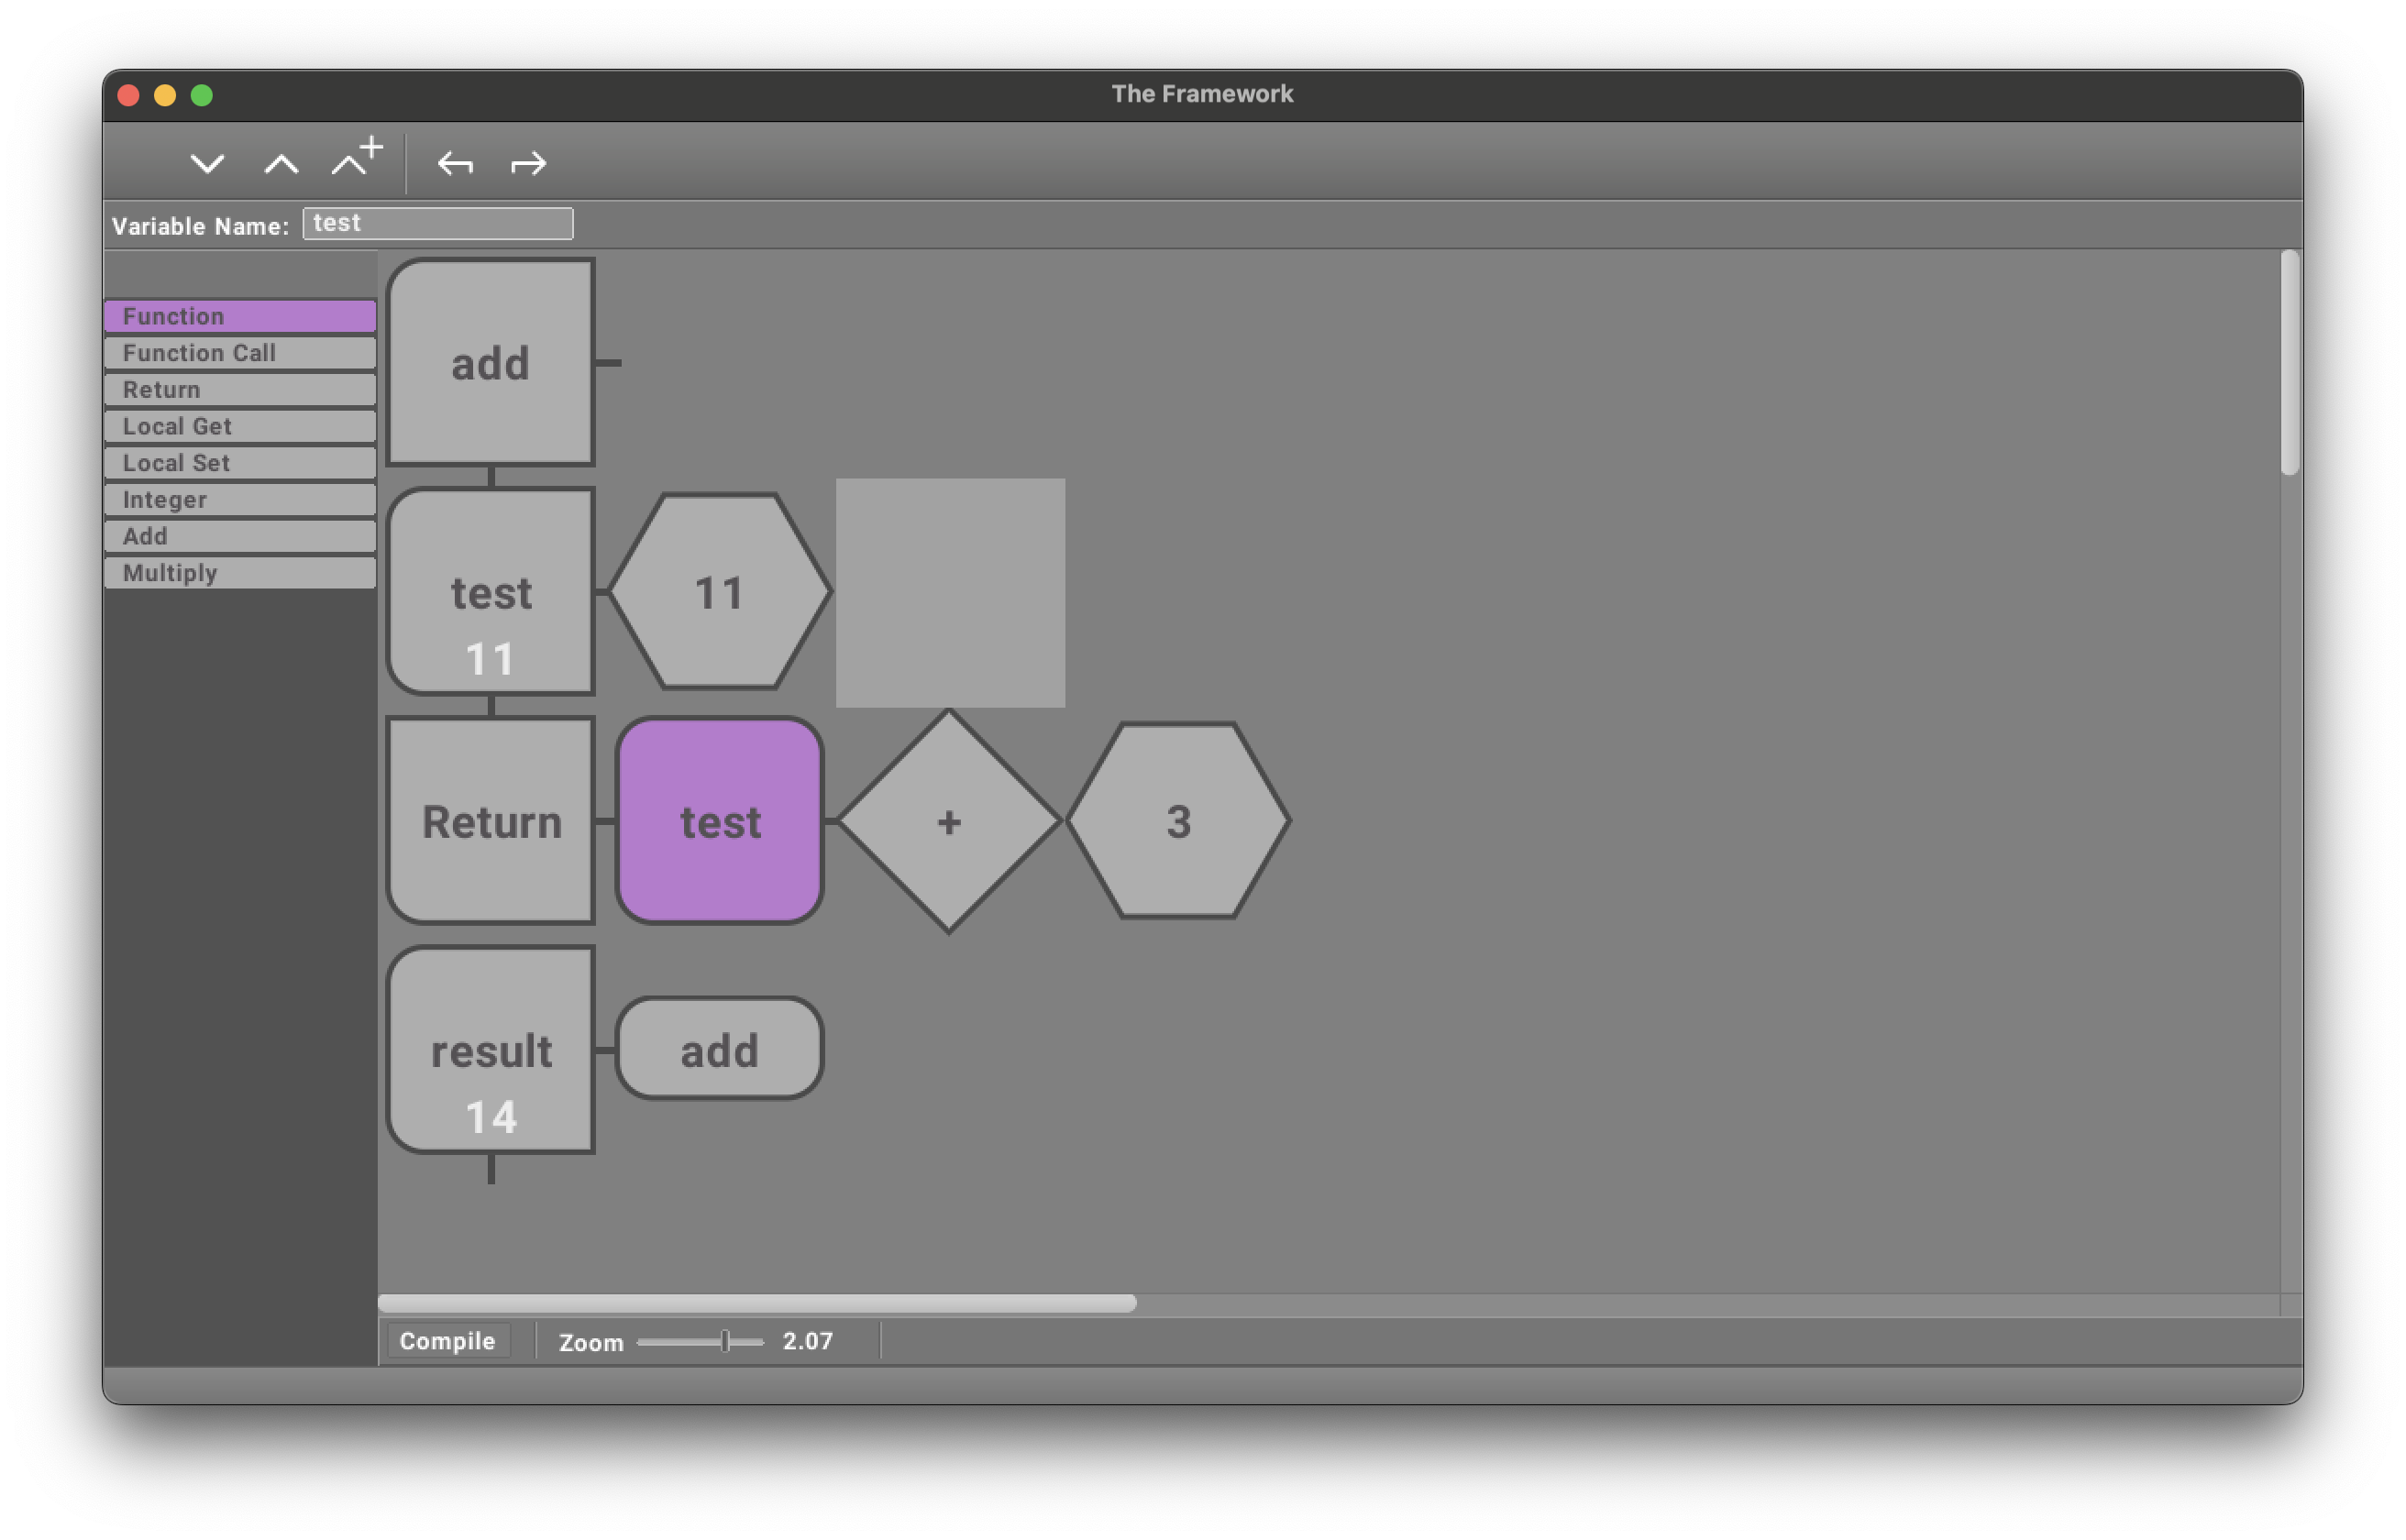 The Framework
Variable Name: test
Function
Function Call
Return
Local Get
Local Set
Integer
Add
Multiply
add
test 11
11
Return test + 3
result add
14
Compile Zoom 2.07